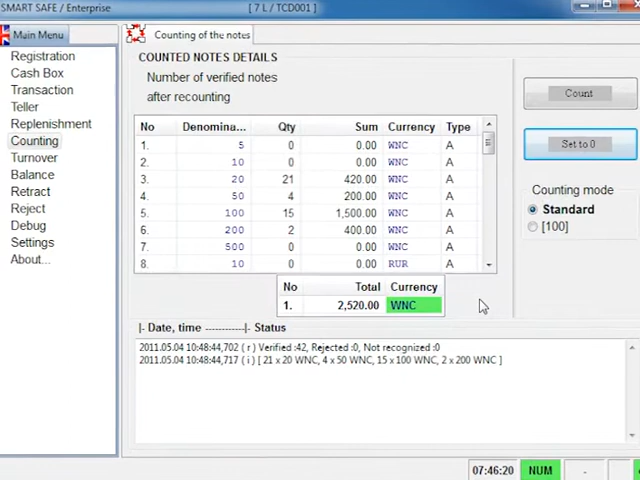 SMART SAFE / Enterprise [ 7 L / TCD001 ]
Main Menu
Counting of the notes
Registration
Cash Box
Transaction
Teller
Replenishment
Counting
Turnover
Balance
Retract
Reject
Debug
Settings
About...
COUNTED NOTES DETAILS
Number of verified notes
after recounting
No Denomina... Qty Sum Currency Type
1. 5 0 0.00 WNC A
2. 10 0 0.00 WNC A
3. 20 21 420.00 WNC A
4. 50 4 200.00 WNC A
5. 100 15 1,500.00 WNC A
6. 200 2 400.00 WNC A
7. 500 0 0.00 WNC A
8. 10 0 0.00 RUR A
No Total Currency
1. 2,520.00 WNC
Count
Set to 0
Counting mode
Standard
[100]
|- Date, time ------------|- Status
2011.05.04 10:48:44,702 ( r ) Verified :42, Rejected :0, Not recognized :0
2011.05.04 10:48:44,717 ( i ) [ 21 x 20 WNC, 4 x 50 WNC, 15 x 100 WNC, 2 x 200 WNC ]
07:46:20 NUM -